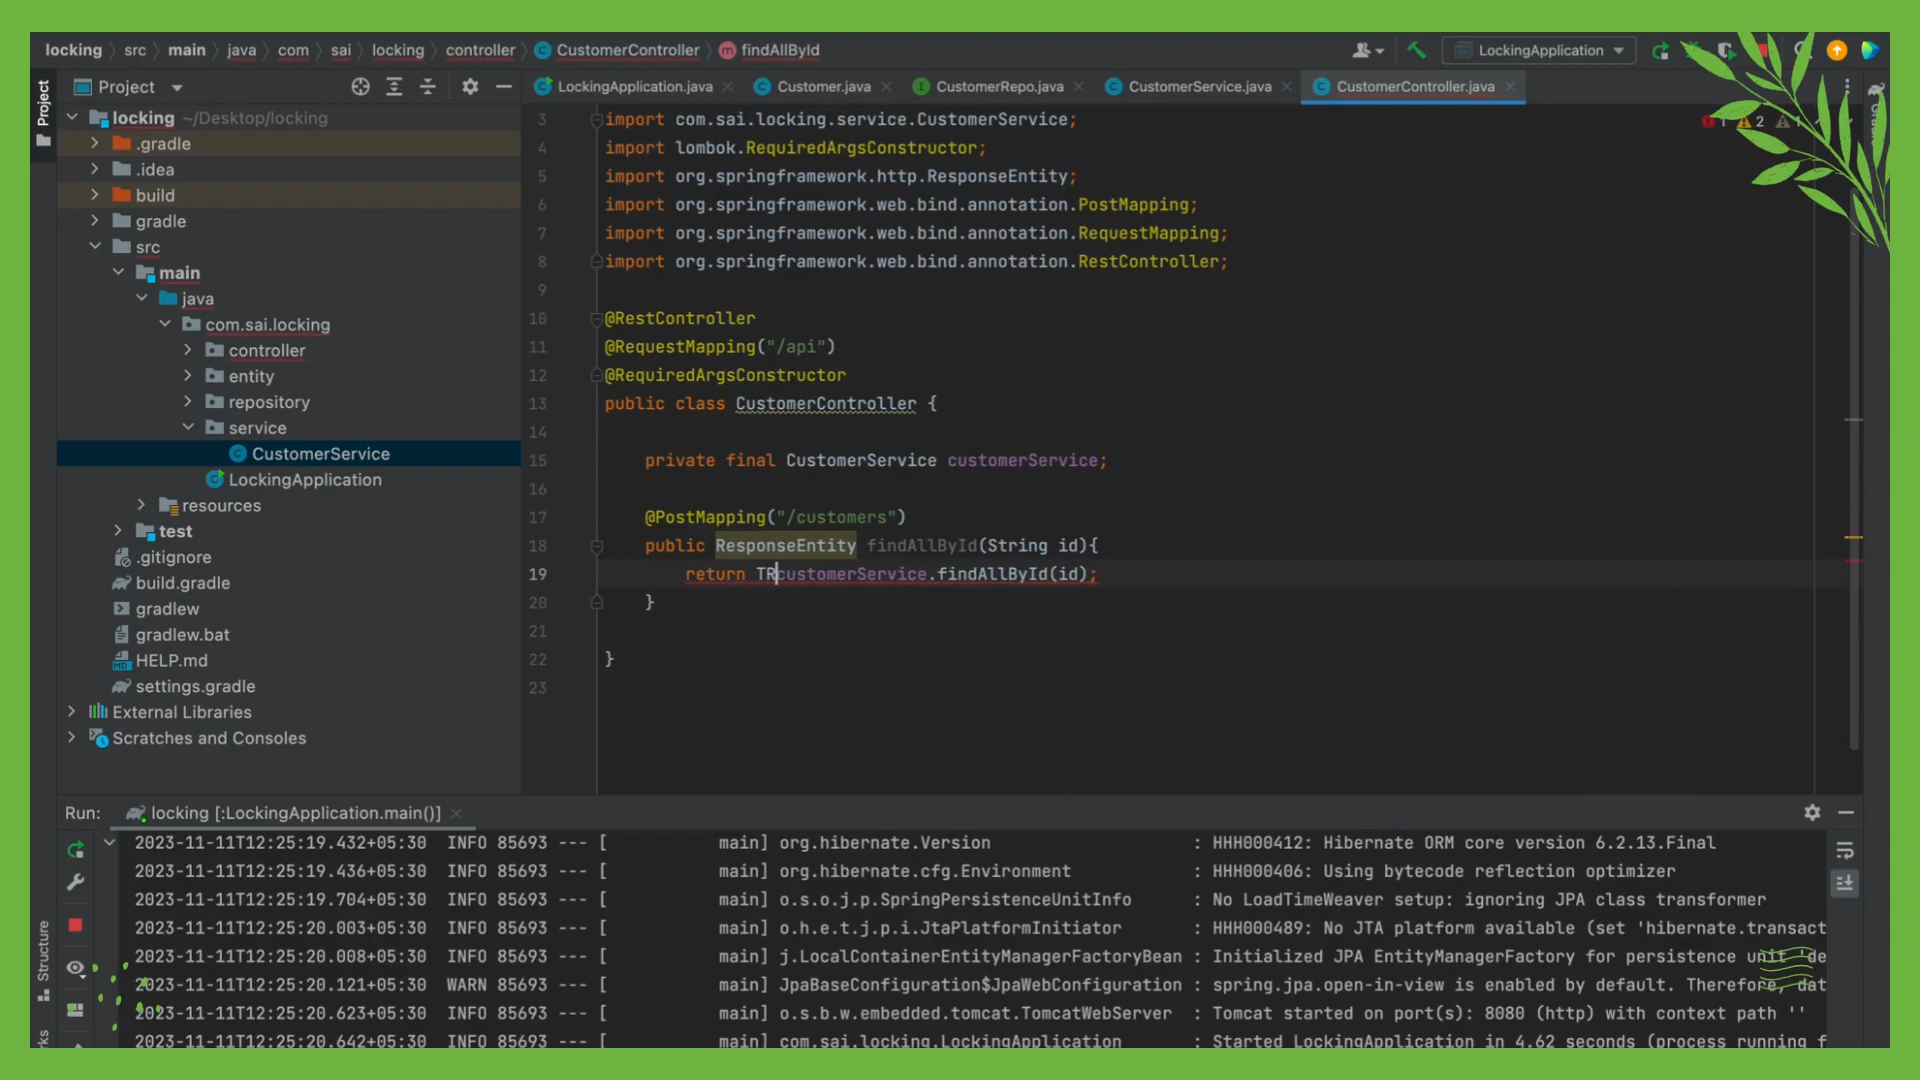 locking src main java com sai locking controller CustomerController findAllById LockingApplication
Project LockingApplication.java Customer.java CustomerRepo.java CustomerService.java CustomerController.java
Project
locking ~/Desktop/locking
.gradle
.idea
build
gradle
src
main
java
com.sai.locking
controller
entity
repository
service
CustomerService
LockingApplication
resources
test
.gitignore
build.gradle
gradlew
gradlew.bat
HELP.md
settings.gradle
External Libraries
Scratches and Consoles
1 2 1
3 import com.sai.locking.service.CustomerService;
4 import lombok.RequiredArgsConstructor;
5 import org.springframework.http.ResponseEntity;
6 import org.springframework.web.bind.annotation.PostMapping;
7 import org.springframework.web.bind.annotation.RequestMapping;
8 import org.springframework.web.bind.annotation.RestController;
9
10 @RestController
11 @RequestMapping("/api")
12 @RequiredArgsConstructor
13 public class CustomerController {
14
15 private final CustomerService customerService;
16
17 @PostMapping("/customers")
18 public ResponseEntity findAllById(String id){
19 return TRcustomerService.findAllById(id);
20 }
21
22 }
23
Run: locking [:LockingApplication.main()]
2023-11-11T12:25:19.432+05:30 INFO 85693 --- [ main] org.hibernate.Version : HHH000412: Hibernate ORM core version 6.2.13.Final
2023-11-11T12:25:19.436+05:30 INFO 85693 --- [ main] org.hibernate.cfg.Environment : HHH000406: Using bytecode reflection optimizer
2023-11-11T12:25:19.704+05:30 INFO 85693 --- [ main] o.s.o.j.p.SpringPersistenceUnitInfo : No LoadTimeWeaver setup: ignoring JPA class transformer
2023-11-11T12:25:20.003+05:30 INFO 85693 --- [ main] o.h.e.t.j.p.i.JtaPlatformInitiator : HHH000489: No JTA platform available (set 'hibernate.transact
2023-11-11T12:25:20.008+05:30 INFO 85693 --- [ main] j.LocalContainerEntityManagerFactoryBean : Initialized JPA EntityManagerFactory for persistence unit 'de
2023-11-11T12:25:20.121+05:30 WARN 85693 --- [ main] JpaBaseConfiguration$JpaWebConfiguration : spring.jpa.open-in-view is enabled by default. Therefore, dat
2023-11-11T12:25:20.623+05:30 INFO 85693 --- [ main] o.s.b.w.embedded.tomcat.TomcatWebServer : Tomcat started on port(s): 8080 (http) with context path ''
2023-11-11T12:25:20.642+05:30 INFO 85693 --- [ main] com.sai.locking.LockingApplication : Started LockingApplication in 4.62 seconds (process running f
Structure